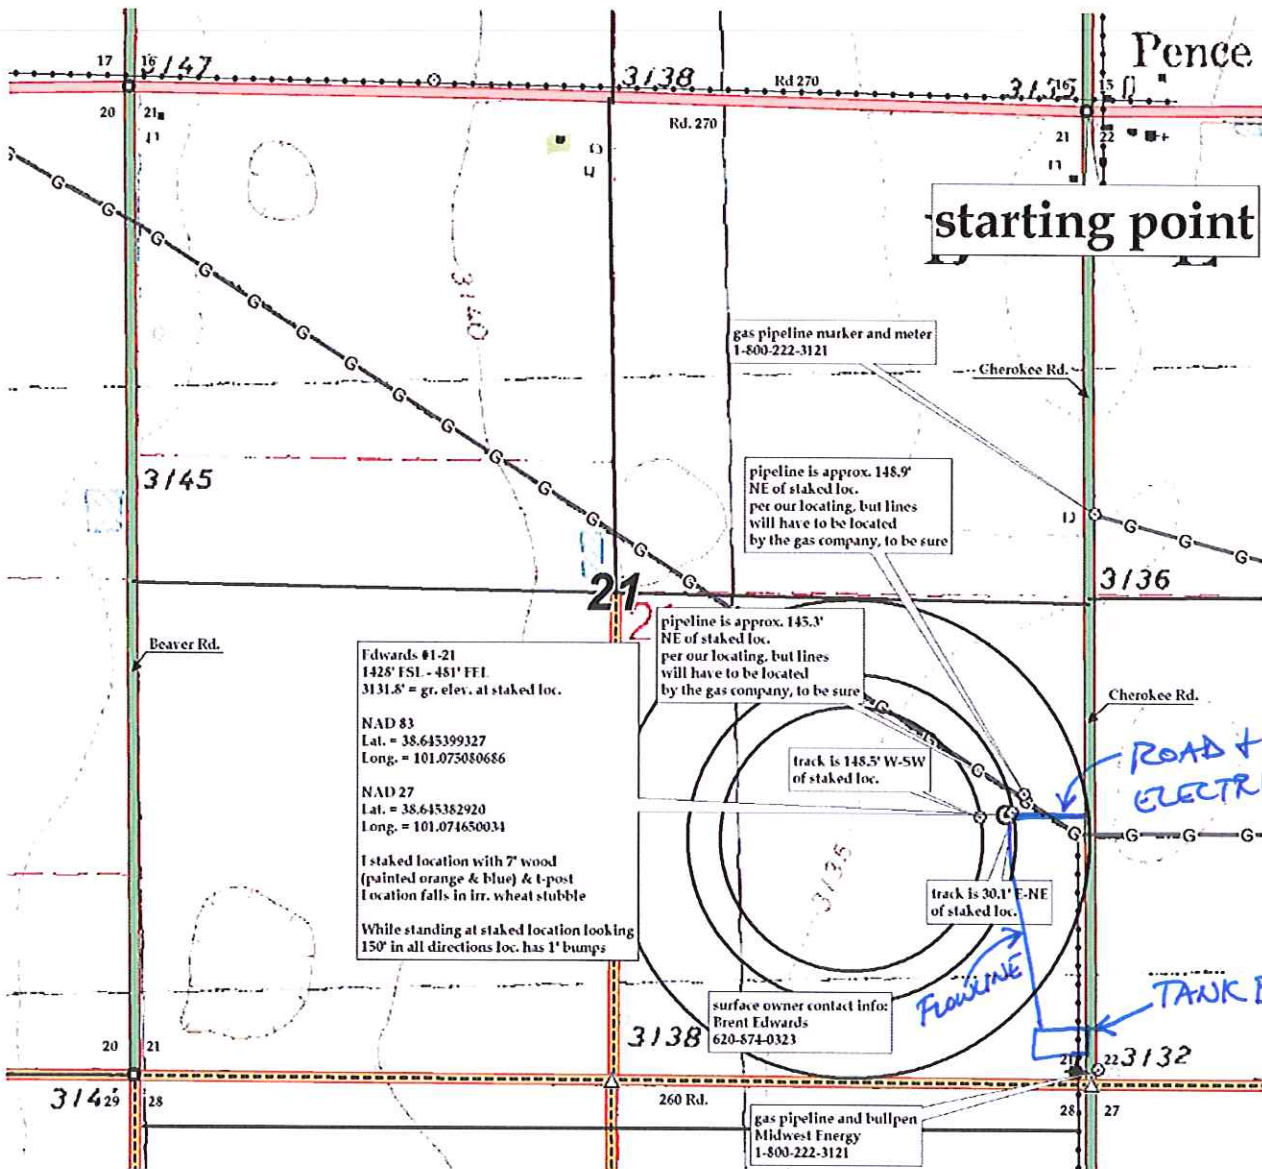 Pence
17 16
3147
3138
Rd 270
16 15
20 21
Rd. 270
21 22
starting point
3140
gas pipeline marker and meter
1-800-222-3121
Cherokee Rd.
3145
pipeline is approx. 148.9'
NE of staked loc.
per our locating, but lines
will have to be located
by the gas company, to be sure
3136
21
2
pipeline is approx. 145.3'
NE of staked loc.
per our locating, but lines
will have to be located
by the gas company, to be sure
Beaver Rd.
Edwards #1-21
1428' FSL - 481' FEL
3131.8' = gr. elev. at staked loc.
NAD 83
Lat. = 38.645399327
Long. = 101.075080686
NAD 27
Lat. = 38.645382920
Long. = 101.074650034
I staked location with 7' wood
(painted orange & blue) & t-post
Location falls in irr. wheat stubble
While standing at staked location looking
150' in all directions loc. has 1' bumps
Cherokee Rd.
ROAD +
ELECTR
track is 148.5' W-SW
of staked loc.
3135
track is 30.1' E-NE
of staked loc.
FLOWLINE
TANK B
surface owner contact info:
Brent Edwards
620-874-0323
20 21
3138
21 22
3132
29 28
260 Rd.
28 27
gas pipeline and bullpen
Midwest Energy
1-800-222-3121
G G G G G G G G G G G G G G G
G G G
G G G G
G G G